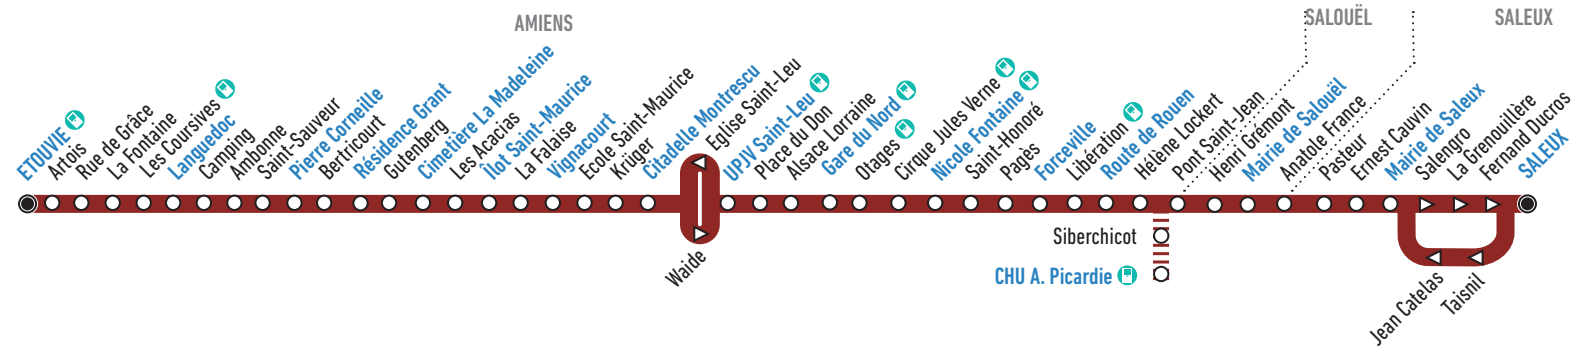 AMIENS
SALOUËL
SALEUX
ETOUVIE
Artois
Rue de Grâce
La Fontaine
Les Coursives
Languedoc
Camping
Ambonne
Saint-Sauveur
Pierre Corneille
Bertricourt
Résidence Grant
Gutenberg
Cimetière La Madeleine
Les Acacias
Îlot Saint-Maurice
La Falaise
Vignacourt
Ecole Saint-Maurice
Krüger
Citadelle Montrescu
Eglise Saint-Leu
Waide
UPJV Saint-Leu
Place du Don
Alsace Lorraine
Gare du Nord
Otages
Cirque Jules Verne
Nicole Fontaine
Saint-Honoré
Pagès
Forceville
Libération
Route de Rouen
Hélène Lockert
Siberchicot
CHU A. Picardie
Pont Saint-Jean
Henri Grémont
Mairie de Salouël
Anatole France
Pasteur
Ernest Cauvin
Mairie de Saleux
Salengro
La Grenouillère
Fernand Ducros
SALEUX
Jean Catelas
Taisnil